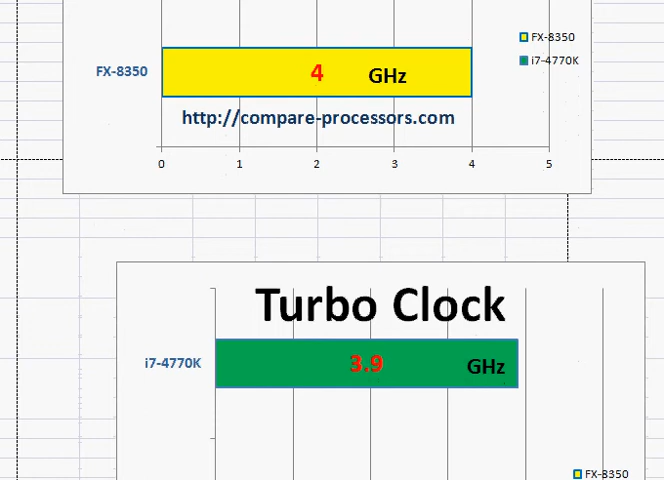 FX-8350
i7-4770K
FX-8350
4 GHz
http://compare-processors.com
0 1 2 3 4 5
Turbo Clock
i7-4770K
3.9 GHz
FX-8350